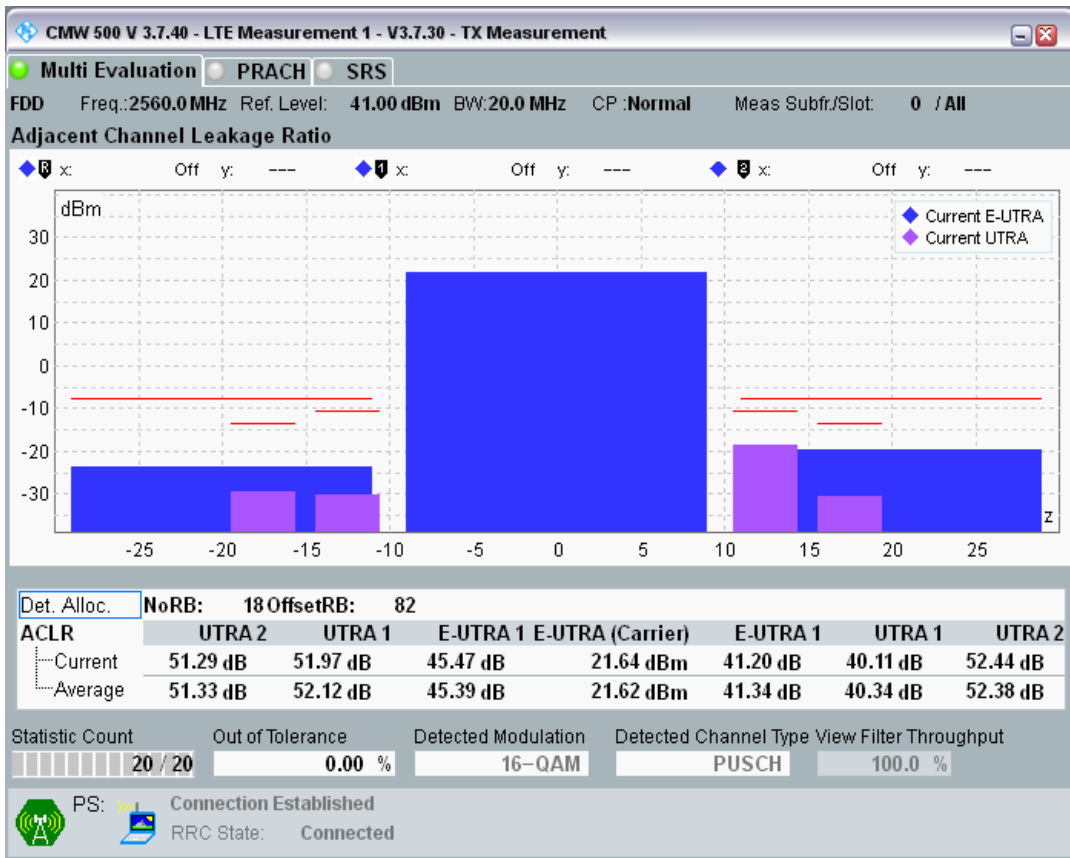 CMW 500 V 3.7.40 - LTE Measurement 1 - V3.7.30 - TX Measurement
Multi Evaluation PRACH SRS
FDD Freq.:2560.0 MHz Ref. Level: 41.00 dBm BW:20.0 MHz CP :Normal Meas Subfr./Slot: 0 / All
Adjacent Channel Leakage Ratio
R x: Off y: --- 1 x: Off y: --- 2 x: Off y: ---
dBm
Current E-UTRA
Current UTRA
30
20
10
0
-10
-20
-30
z
-25 -20 -15 -10 -5 0 5 10 15 20 25
Det. Alloc. NoRB: 18 OffsetRB: 82
ACLR UTRA 2 UTRA 1 E-UTRA 1 E-UTRA (Carrier) E-UTRA 1 UTRA 1 UTRA 2
Current 51.29 dB 51.97 dB 45.47 dB 21.64 dBm 41.20 dB 40.11 dB 52.44 dB
Average 51.33 dB 52.12 dB 45.39 dB 21.62 dBm 41.34 dB 40.34 dB 52.38 dB
Statistic Count Out of Tolerance Detected Modulation Detected Channel Type View Filter Throughput
20 / 20 0.00 % 16-QAM PUSCH 100.0 %
PS: Connection Established
RRC State: Connected